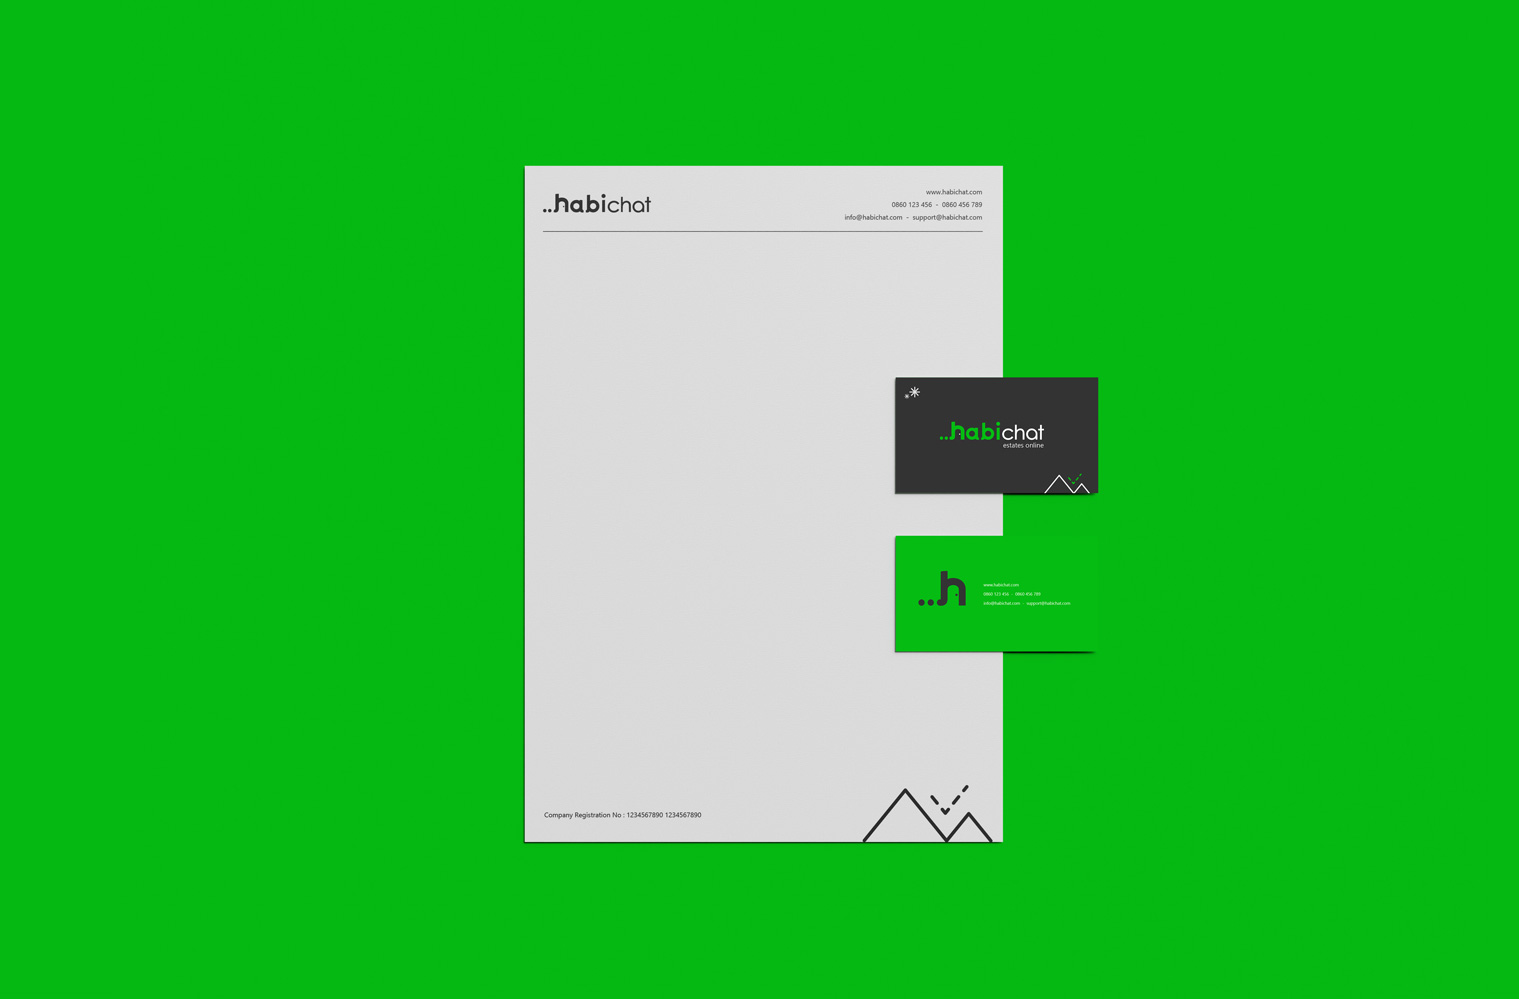 ..habichat
www.habichat.com
0860 123 456 - 0860 456 789
info@habichat.com - support@habichat.com
..habichat
estates online
..h
www.habichat.com
0860 123 456 - 0860 456 789
info@habichat.com - support@habichat.com
Company Registration No : 1234567890 1234567890